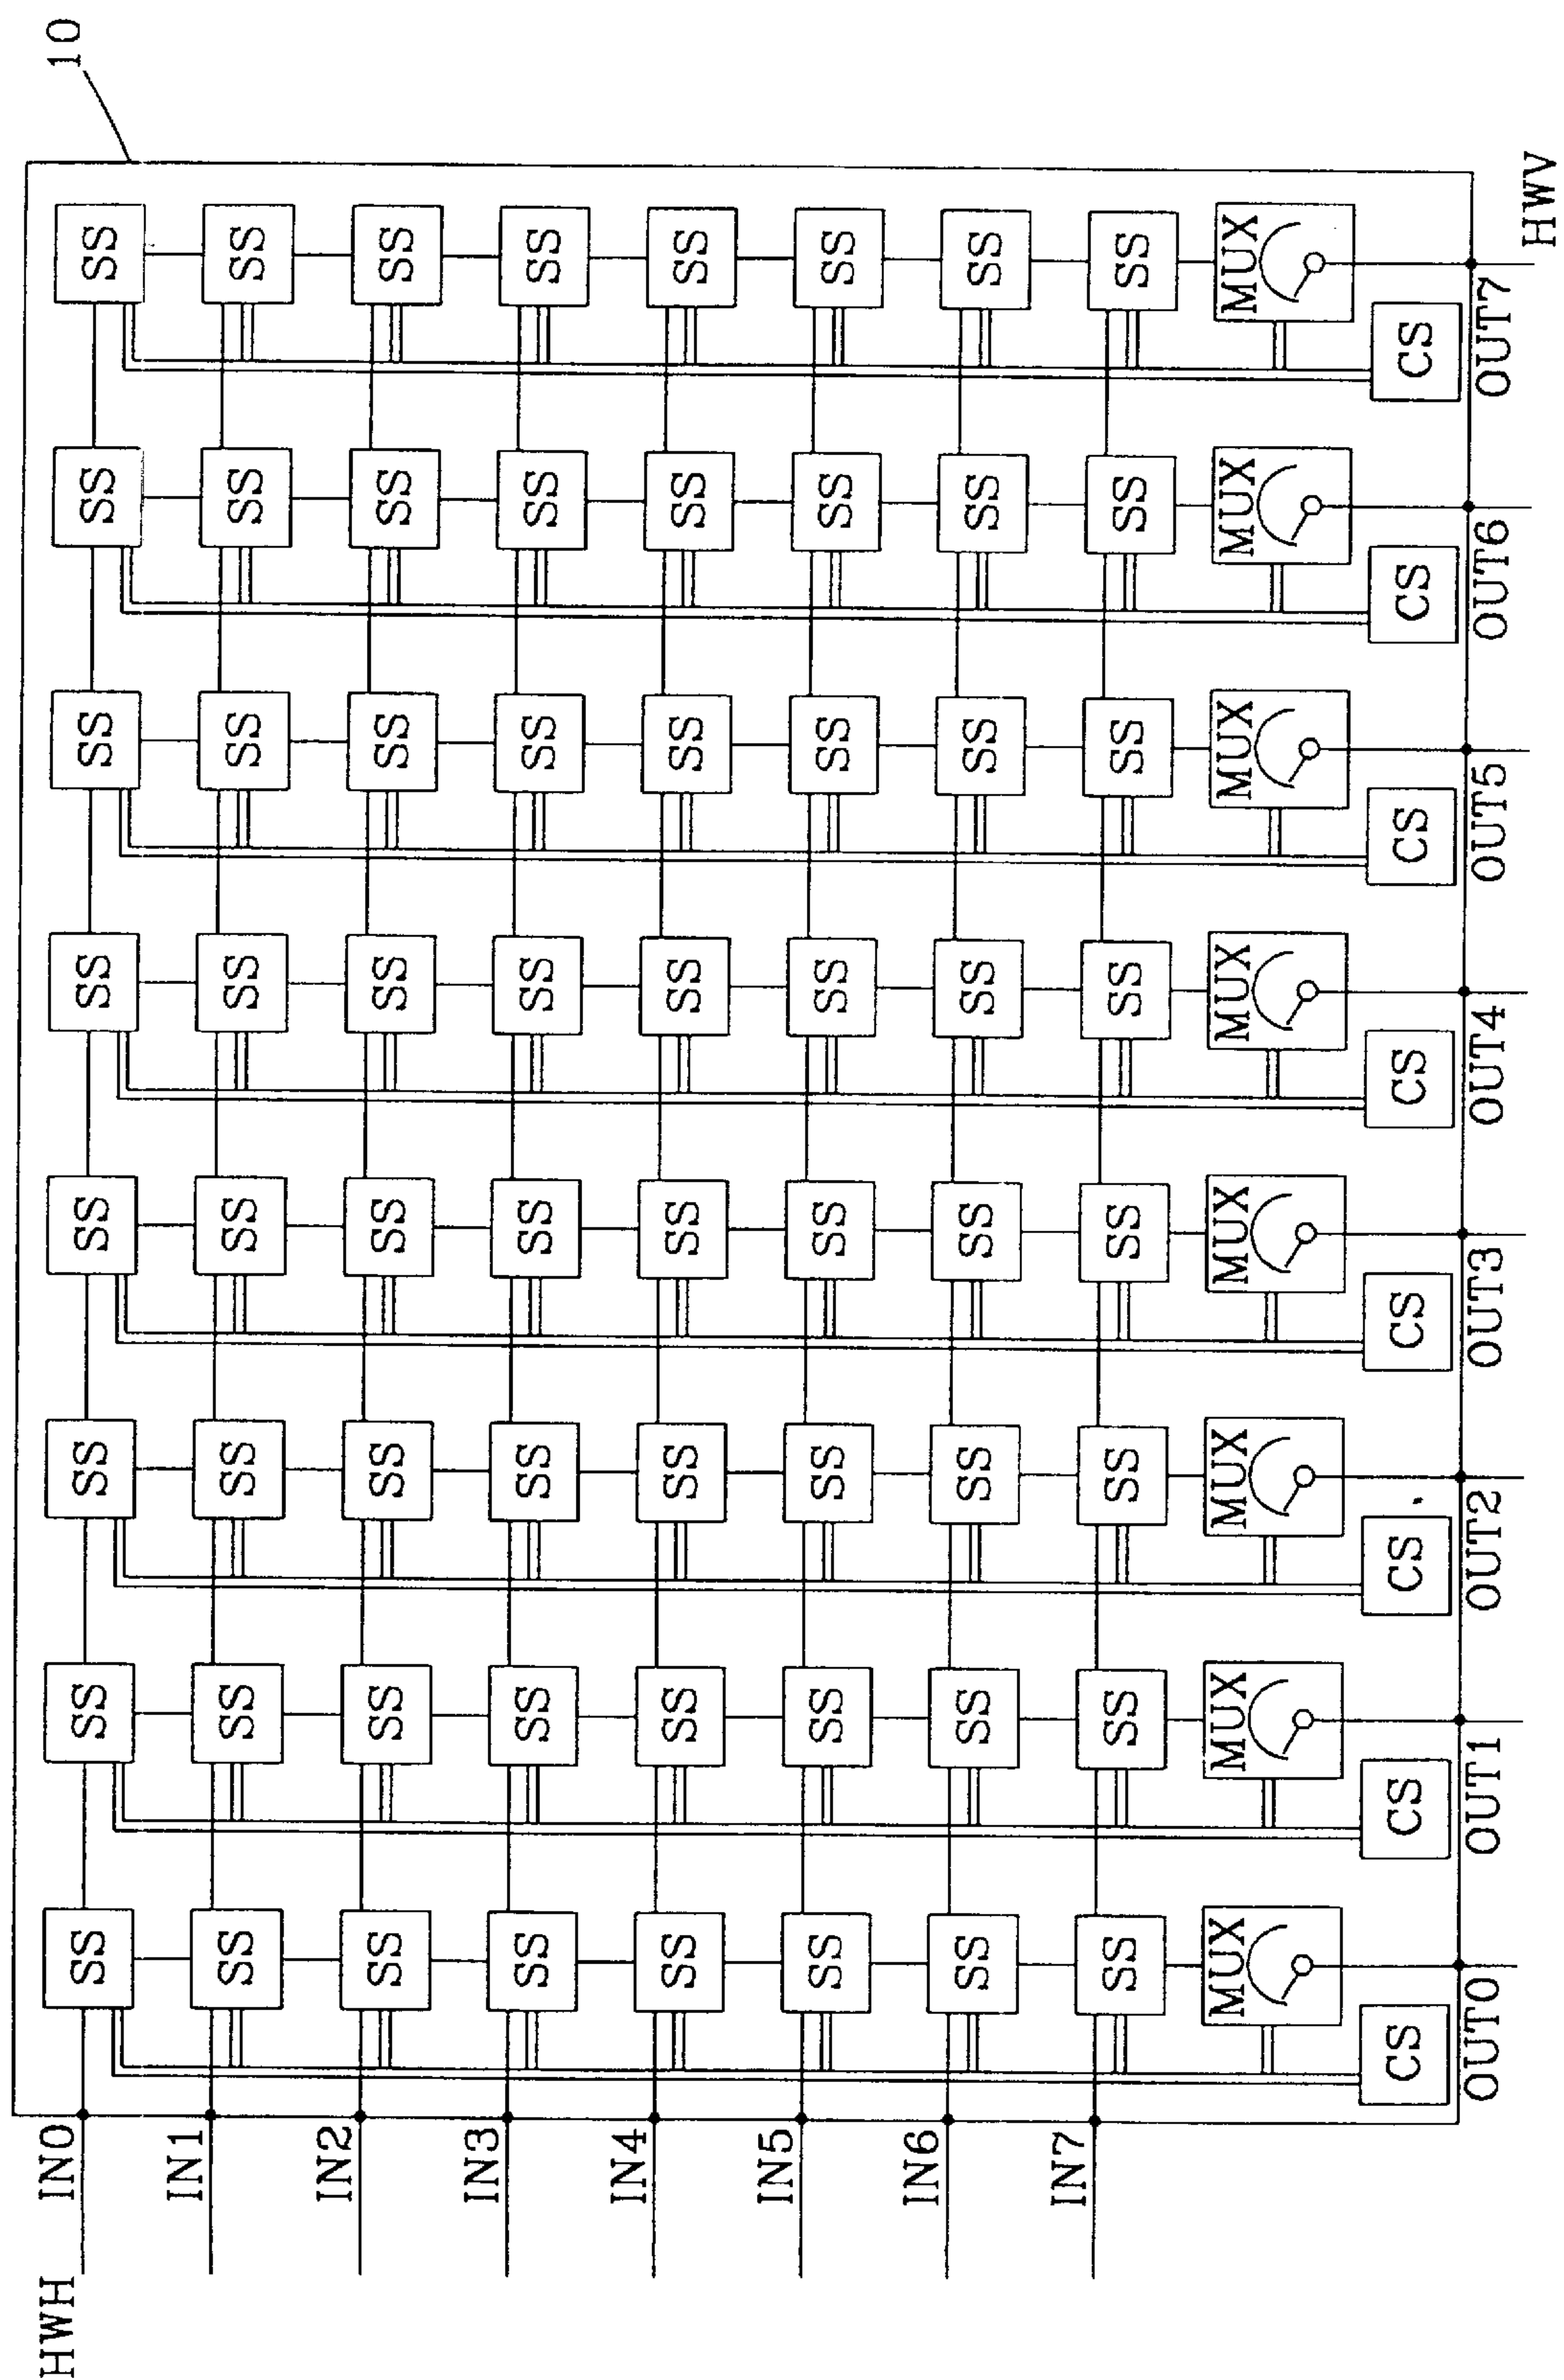 HWH IN0 10
SS SS SS SS SS SS SS SS
IN1
SS SS SS SS SS SS SS SS
IN2
SS SS SS SS SS SS SS SS
IN3
SS SS SS SS SS SS SS SS
IN4
SS SS SS SS SS SS SS SS
IN5
SS SS SS SS SS SS SS SS
IN6
SS SS SS SS SS SS SS SS
IN7
SS SS SS SS SS SS SS SS
MUX MUX MUX MUX MUX MUX MUX MUX
CS CS CS CS CS CS CS CS
OUT0 OUT1 OUT2 OUT3 OUT4 OUT5 OUT6 OUT7
HWV